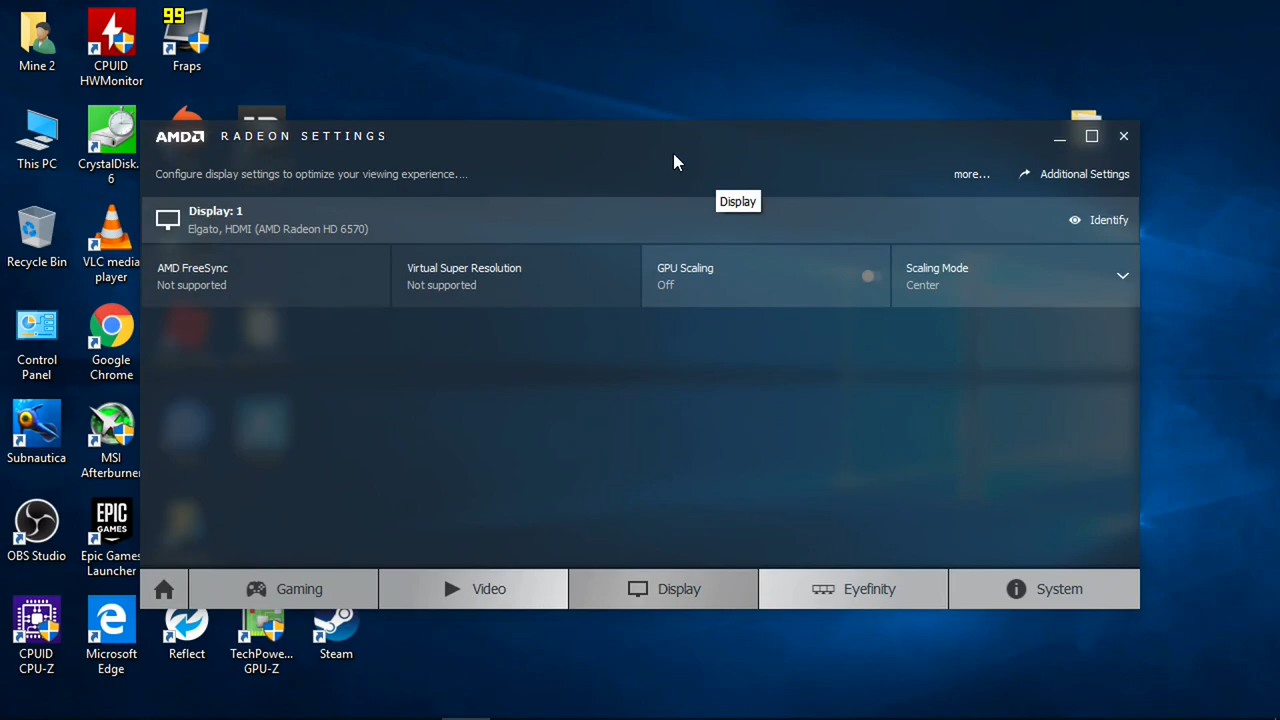 99
Mine 2
CPUID
HWMonitor
Fraps
This PC
CrystalDisk...
6
Recycle Bin
VLC media
player
Control
Panel
Google
Chrome
Subnautica
MSI
Afterburner
OBS Studio
EPIC
GAMES
Epic Games
Launcher
CPUID
CPU-Z
Microsoft
Edge
Reflect
TechPowe...
GPU-Z
Steam
AMD RADEON SETTINGS
Configure display settings to optimize your viewing experience....
more...
Additional Settings
Display
Display: 1
Elgato, HDMI (AMD Radeon HD 6570)
Identify
AMD FreeSync
Not supported
Virtual Super Resolution
Not supported
GPU Scaling
Off
Scaling Mode
Center
Gaming
Video
Display
Eyefinity
System